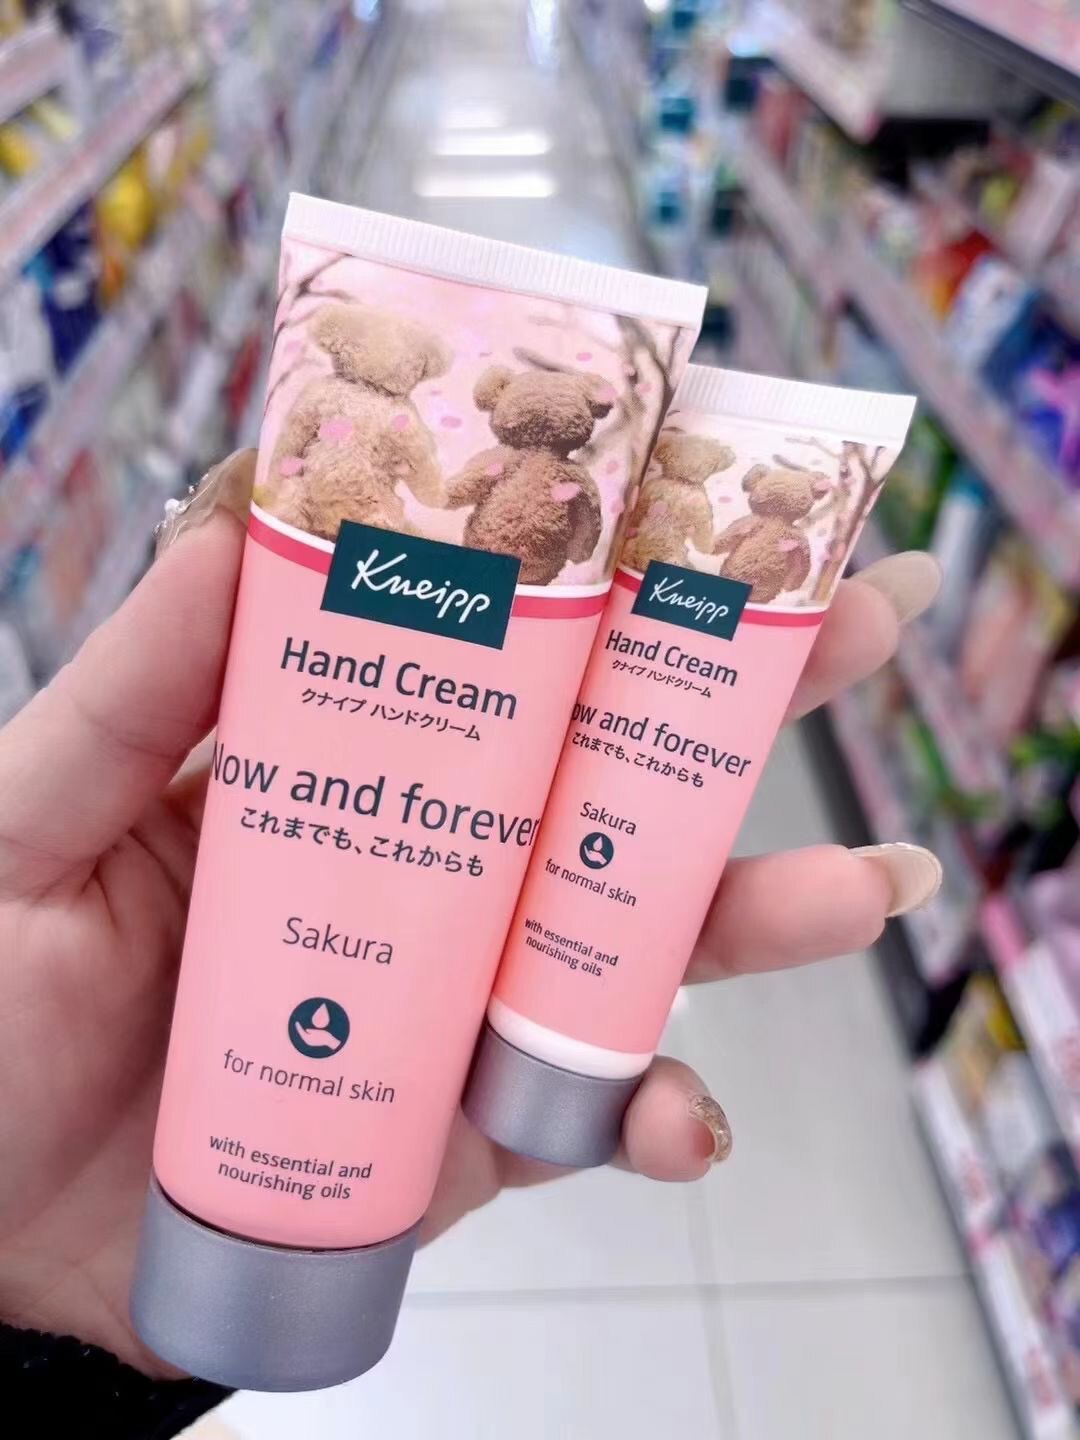 Kneipp
Hand Cream
クナイプ ハンドクリーム
Now and forever
これまでも、これからも
Sakura
for normal skin
with essential and
nourishing oils
Kneipp
Hand Cream
クナイプ ハンドクリーム
ow and forever
これまでも、これからも
Sakura
for normal skin
with essential and
nourishing oils